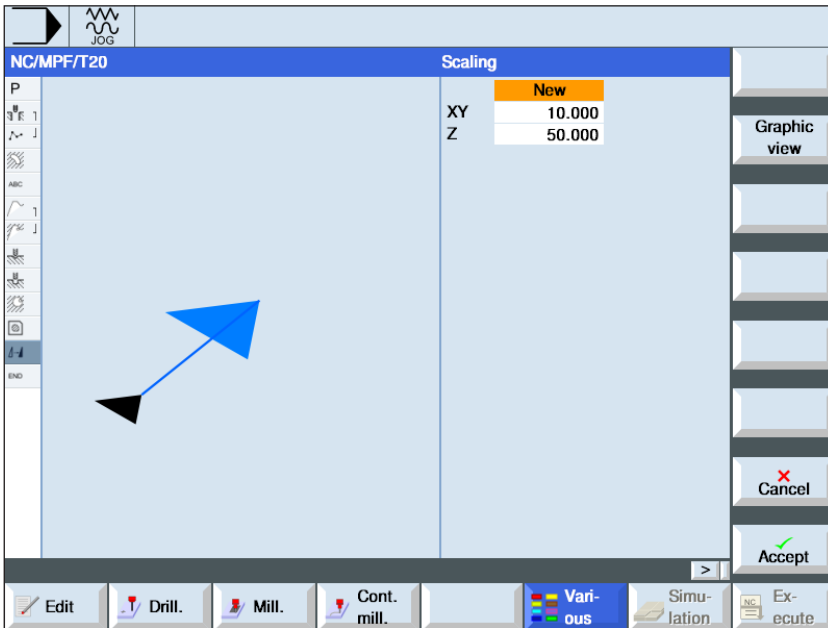 JOG
NC/MPF/T20
Scaling
New
XY 10.000
Z 50.000
P
ABC
END
Graphic
view
Cancel
Accept
>
Edit
Drill.
Mill.
Cont.
mill.
Vari-
ous
Simu-
lation
NC
Ex-
ecute